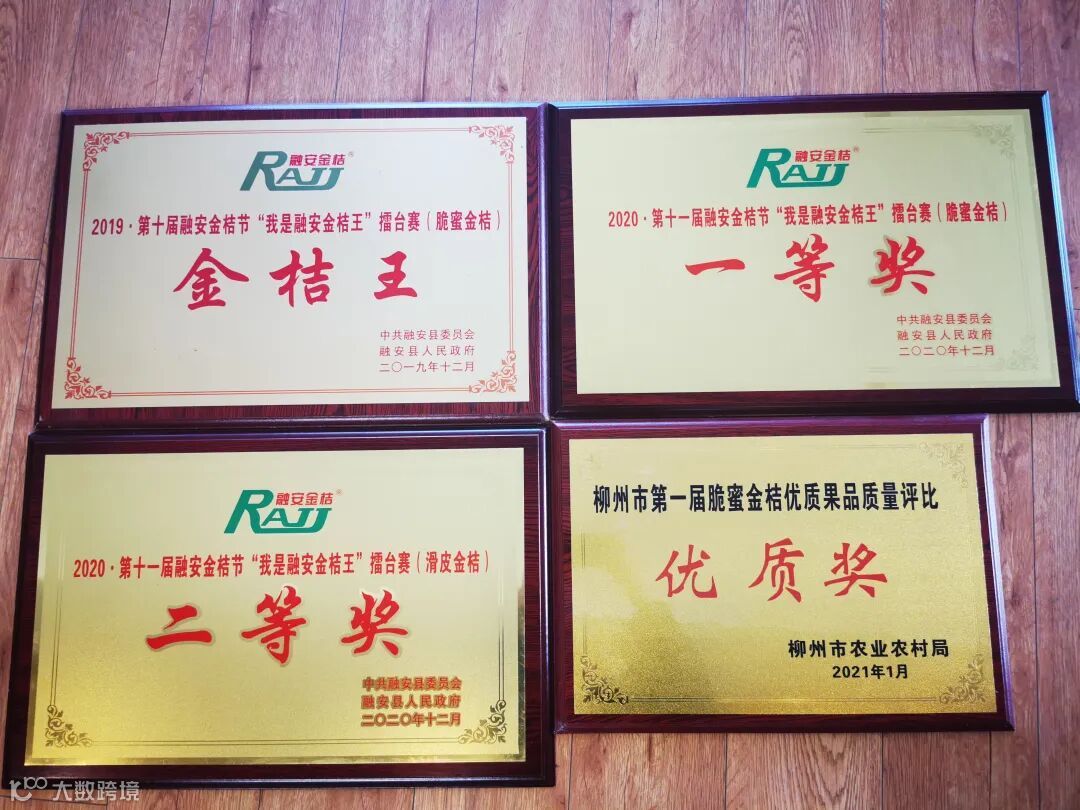 融安金桔®
RAJJ
2019·第十届融安金桔节“我是融安金桔王”擂台赛(脆蜜金桔)
金桔王
中共融安县委员会
融安县人民政府
二〇一九年十二月
融安金桔®
RAJJ
2020·第十一届融安金桔节“我是融安金桔王”擂台赛(脆蜜金桔)
一等奖
中共融安县委员会
融安县人民政府
二〇二〇年十二月
融安金桔®
RAJJ
2020·第十一届融安金桔节“我是融安金桔王”擂台赛(滑皮金桔)
二等奖
中共融安县委员会
融安县人民政府
二〇二〇年十二月
柳州市第一届脆蜜金桔优质果品质量评比
优质奖
柳州市农业农村局
2021年1月
大数跨境